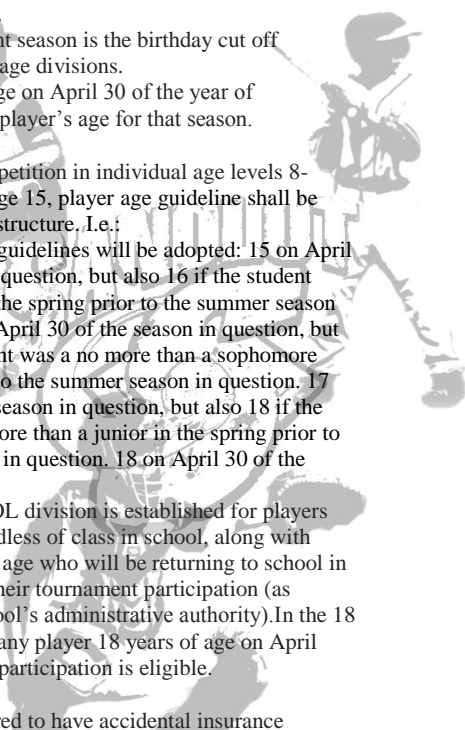 nt season is the birthday cut off
age divisions.
ge on April 30 of the year of
player's age for that season.
petition in individual age levels 8-
ge 15, player age guideline shall be
structure. I.e.:
guidelines will be adopted: 15 on April
question, but also 16 if the student
the spring prior to the summer season
April 30 of the season in question, but
nt was a no more than a sophomore
o the summer season in question. 17
season in question, but also 18 if the
ore than a junior in the spring prior to
in question. 18 on April 30 of the
OL division is established for players
dless of class in school, along with
age who will be returning to school in
heir tournament participation (as
ool's administrative authority).In the 18
any player 18 years of age on April
participation is eligible.
red to have accidental insurance